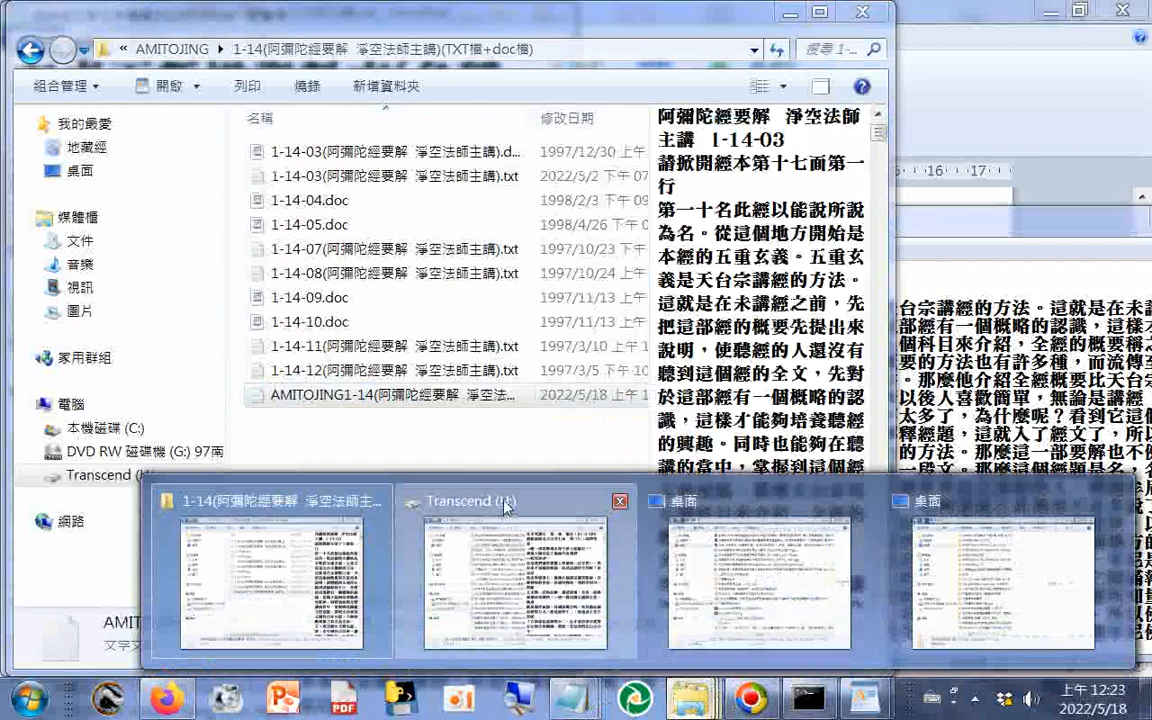 « AMITOJING ▸ 1-14(阿彌陀經要解 淨空法師主講)(TXT檔+doc檔)
搜尋 1-...
組合管理 ▾ 開啟 ▾ 列印 燒錄 新增資料夾
我的最愛
地藏經
桌面
媒體櫃
文件
音樂
視訊
圖片
家用群組
電腦
本機磁碟 (C:)
DVD RW 磁碟機 (G:) 97南
Transcend (
網路
名稱 修改日期
1-14-03(阿彌陀經要解 淨空法師主講).d... 1997/12/30 上午
1-14-03(阿彌陀經要解 淨空法師主講).txt 2022/5/2 下午 07
1-14-04.doc 1998/2/3 下午 09
1-14-05.doc 1998/4/26 下午
1-14-07(阿彌陀經要解 淨空法師主講).txt 1997/10/23 下午
1-14-08(阿彌陀經要解 淨空法師主講).txt 1997/10/24 下午
1-14-09.doc 1997/11/13 上午
1-14-10.doc 1997/11/13 上午
1-14-11(阿彌陀經要解 淨空法師主講).txt 1997/3/10 上午
1-14-12(阿彌陀經要解 淨空法師主講).txt 1997/3/5 下午 10
AMITOJING1-14(阿彌陀經要解 淨空法... 2022/5/18 上午 1
阿彌陀經要解 淨空法師
主講 1-14-03
請掀開經本第十七面第一
行
第一十名此經以能說所說
為名。從這個地方開始是
本經的五重玄義。五重玄
義是天台宗講經的方法。
這就是在未講經之前，先
把這部經的概要先提出來
說明，使聽經的人還沒有
聽到這個經的全文，先對
於這部經有一個概略的認
識，這樣才能夠培養聽經
的興趣。同時也能夠在聽
講的當中，掌握到這個經
16 17
台宗講經的方法。這就是在未講
部經有一個概略的認識，這樣才
個科目來介紹，全經的概要稱之
要的方法也有許多種，而流傳至
。那麼他介紹全經概要比天台宗
以後人喜歡簡單，無論是講經
太多了，為什麼呢？看到它這個
釋經題，這就入了經文了，所以
的方法。那麼這一部要解也不例
1-14(阿彌陀經要解 淨空法師主...
Transcend (H:)
桌面
桌面
AMIT
文字文
上午 12:23
2022/5/18